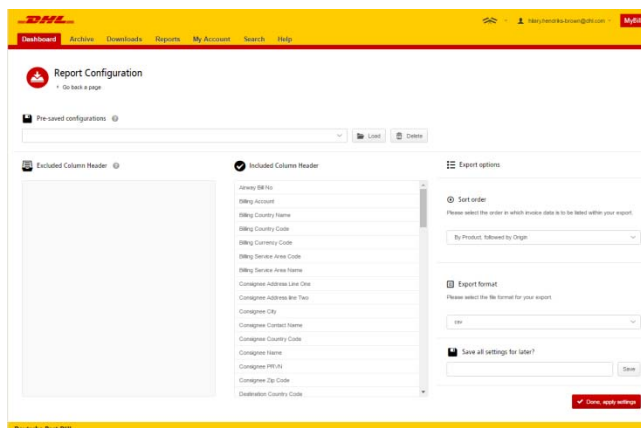 DHL
hilary.hendriks-brown@dhl.com
MyBill
Dashboard Archive Downloads Reports My Account Search Help
Report Configuration
Go back a page
Pre-saved configurations
Load Delete
Excluded Column Header
Included Column Header
Export options
Airway Bill No
Billing Account
Billing Country Name
Billing Country Code
Billing Currency Code
Billing Service Area Code
Billing Service Area Name
Consignee Address Line One
Consignee Address line Two
Consignee City
Consignee Contact Name
Consignee Country Code
Consignee Name
Consignee Zip Code
Destination Country Code
Sort order
Please select the order in which invoice data is to be listed within your export.
By Product, followed by Origin
Export format
Please select the file format for your export
Save all settings for later?
Save
Done, apply settings